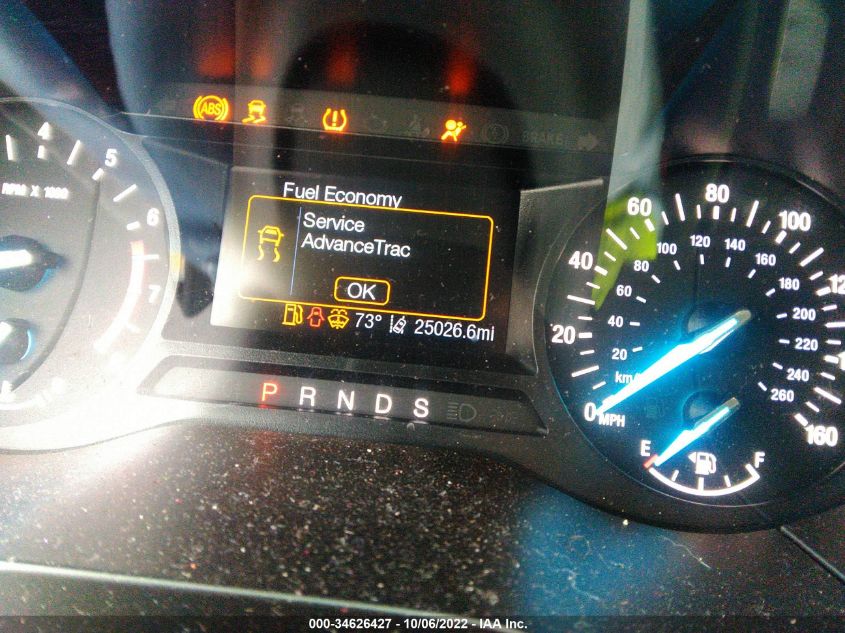 ABS
BRAKE
4
5
6
7
RPM X 1000
Fuel Economy
Service
AdvanceTrac
OK
73° 25026.6mi
P R N D S
0 20 40 60 80 100 160
20 40 60 80 100 120 140 160 180 200 220 240 260
km/
MPH
E F
000-34626427 - 10/06/2022 - IAA Inc.